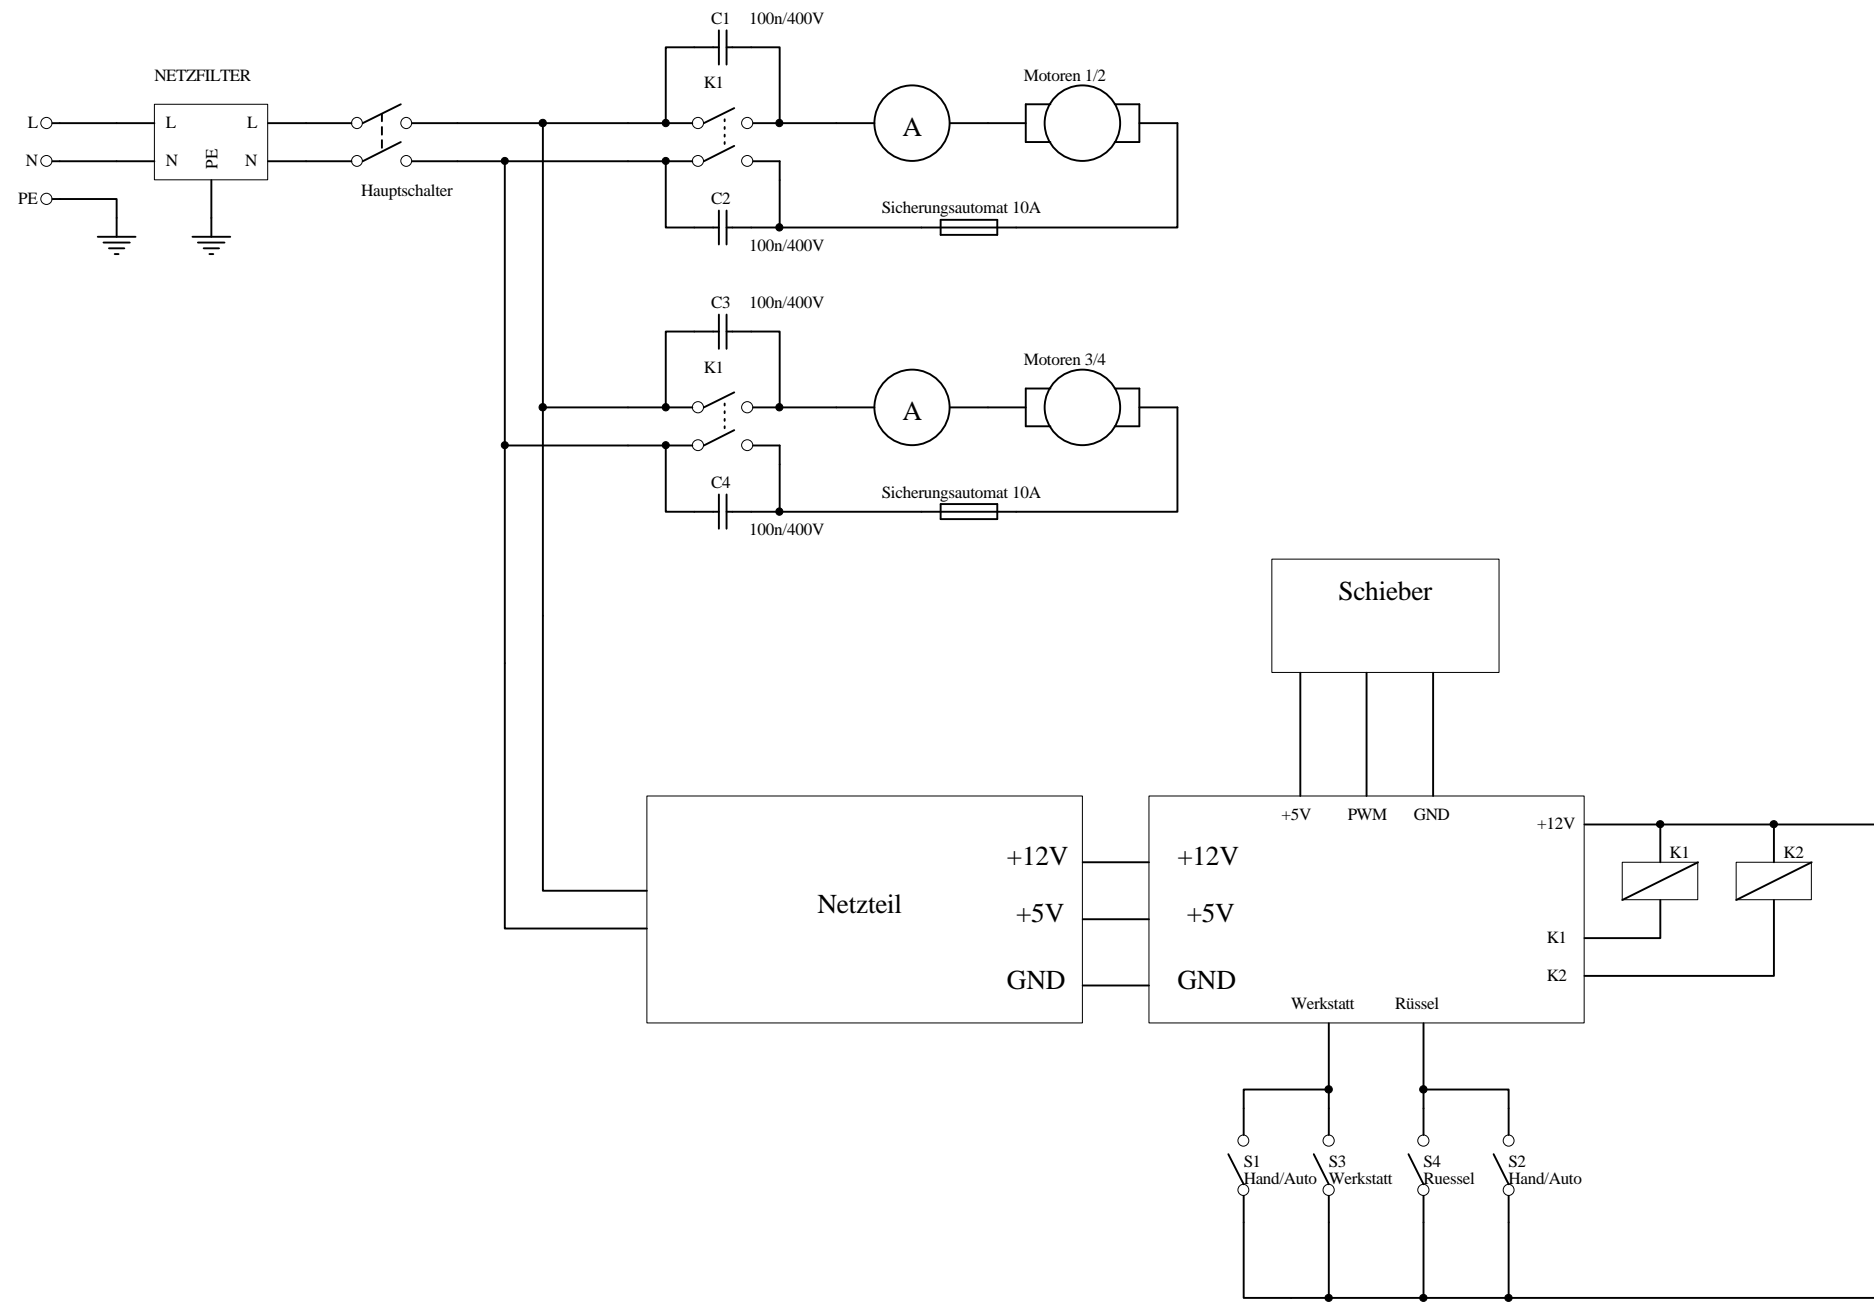 C1 100n/400V
NETZFILTER
K1
Motoren 1/2
L
L L
A
N
N PE N
PE
Hauptschalter
C2
Sicherungsautomat 10A
100n/400V
C3 100n/400V
K1
Motoren 3/4
A
C4
Sicherungsautomat 10A
100n/400V
Schieber
+5V PWM GND
+12V
+12V +12V
K1 K2
Netzteil
+5V +5V
K1
GND GND
K2
Werkstatt Rüssel
S1 S3 S4 S2
Hand/Auto Werkstatt Ruessel Hand/Auto